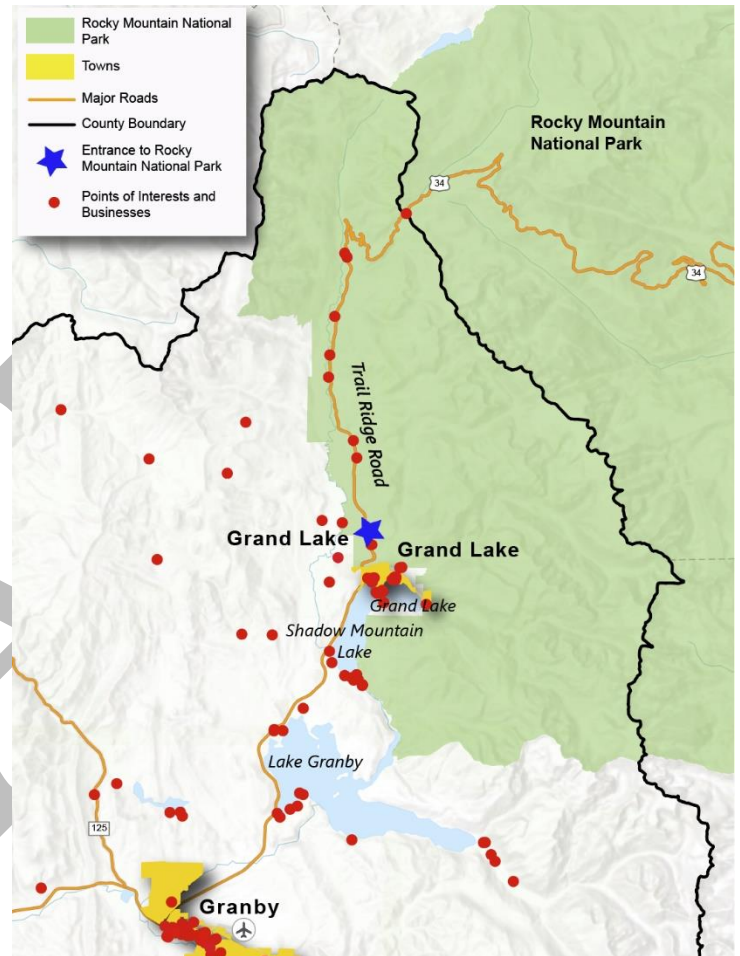 Rocky Mountain National
Park
Towns
Major Roads
County Boundary
Entrance to Rocky
Mountain National Park
Points of Interests and
Businesses
Rocky Mountain
National Park
34
34
Trail Ridge Road
Grand Lake
Grand Lake
Grand Lake
Shadow Mountain
Lake
Lake Granby
125
Granby